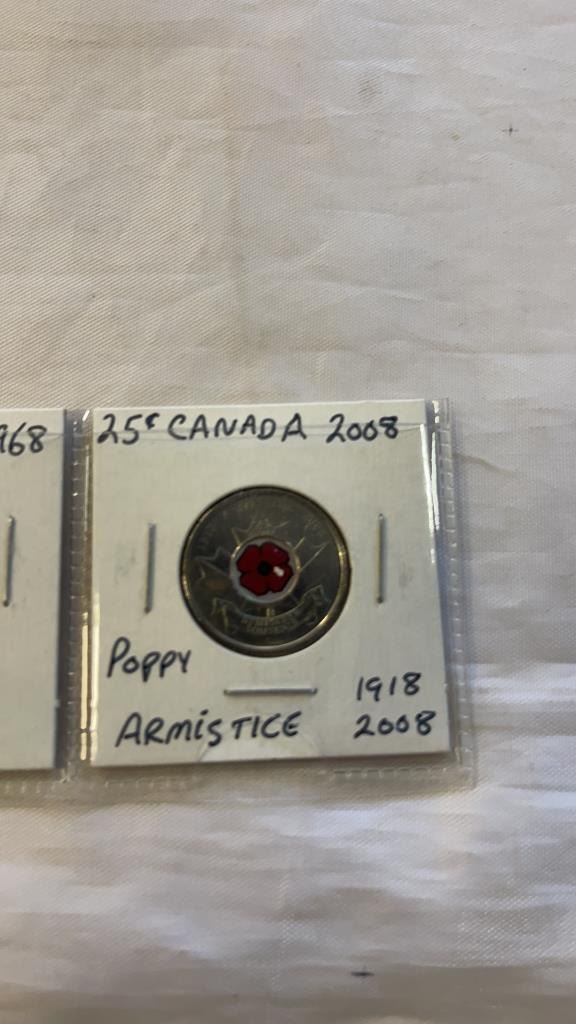 968
25¢ CANADA 2008
POPPY
ARMISTICE
1918
2008